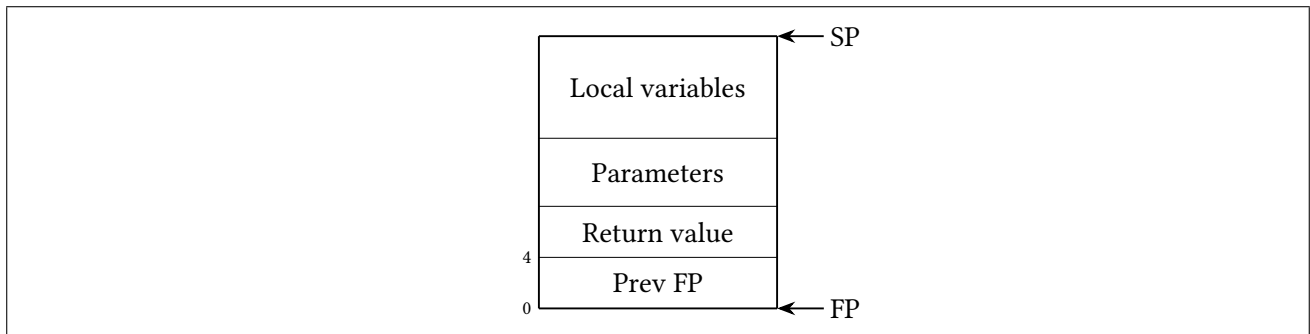 SP
Local variables
Parameters
Return value
4
Prev FP
0
FP